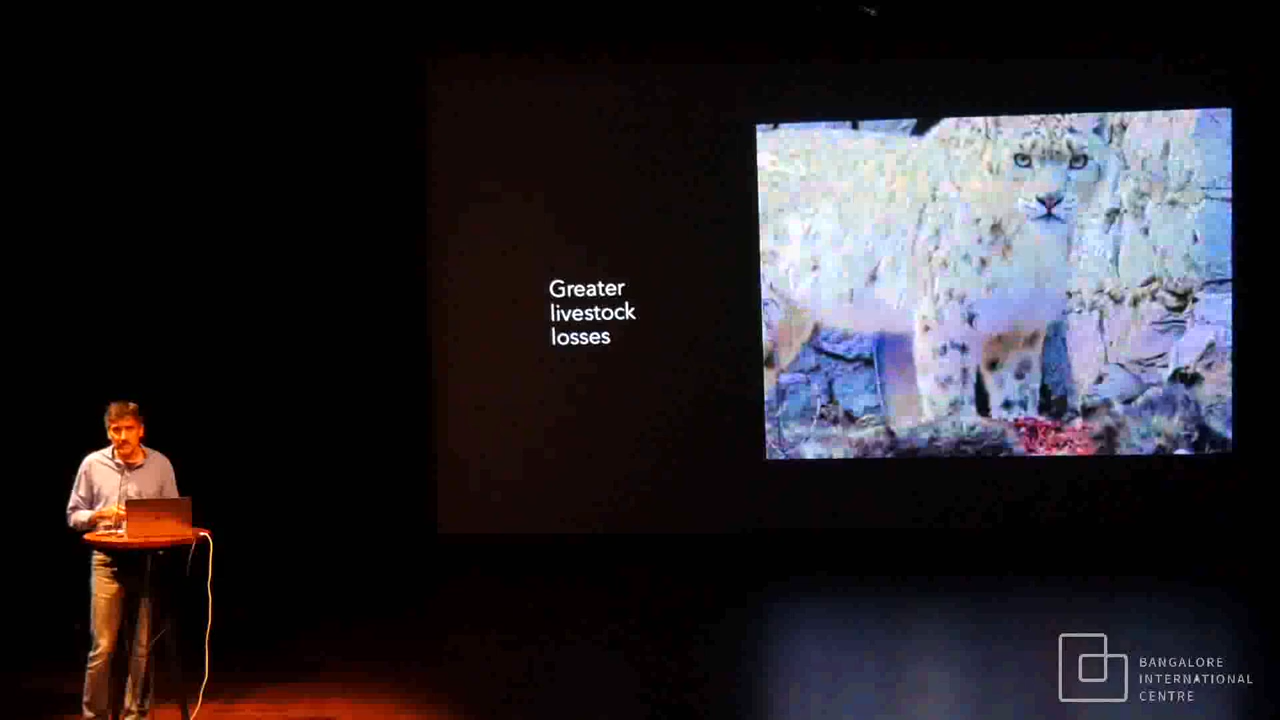 Greater
livestock
losses
BANGALORE
INTERNATIONAL
CENTRE